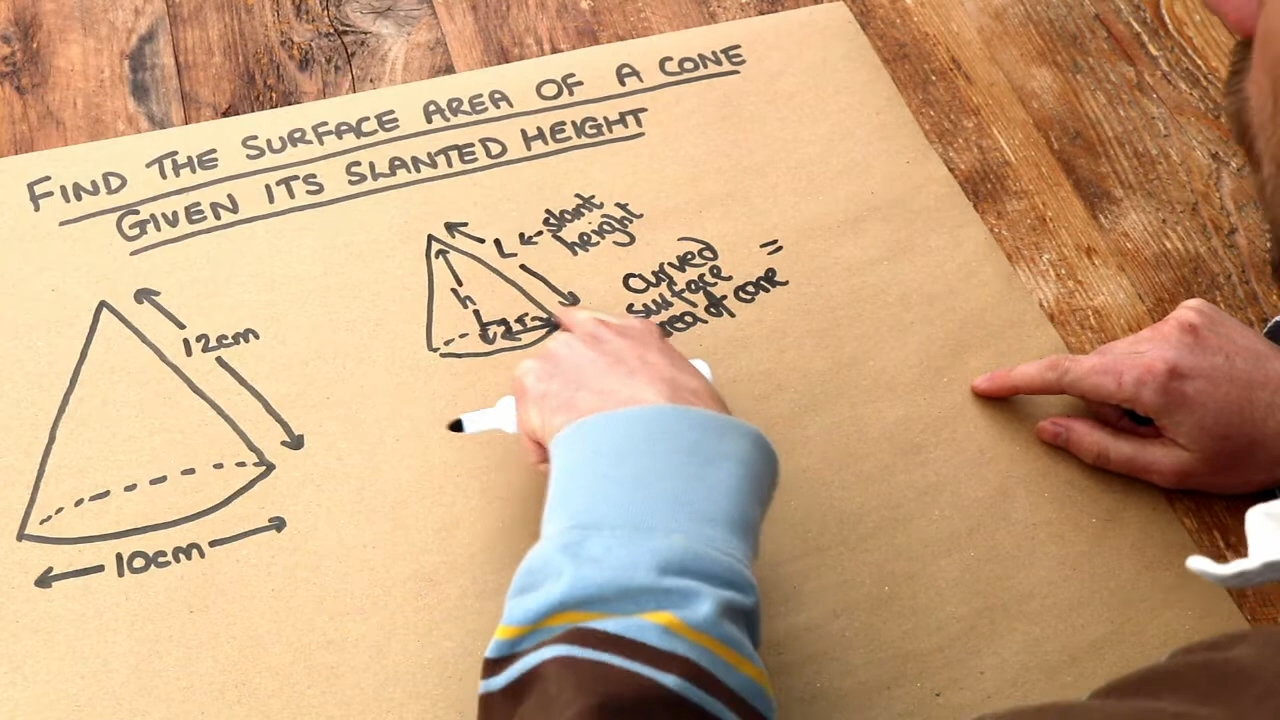 FIND THE SURFACE AREA OF A CONE
GIVEN ITS SLANTED HEIGHT
12cm
10cm
L ← slant
height
h
r
curved
surface =
area of cone